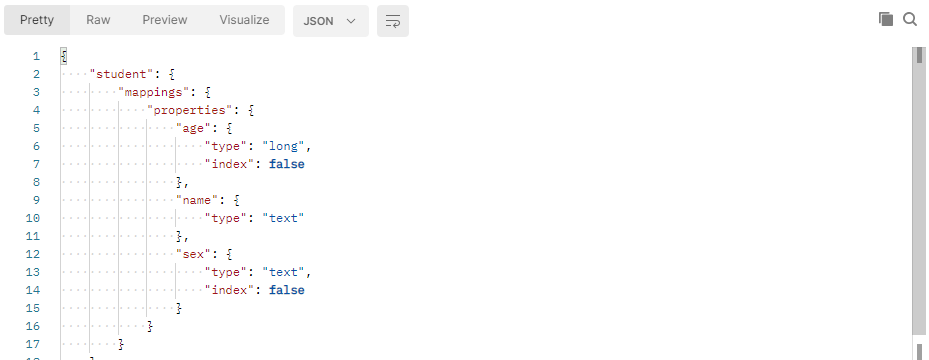 Pretty Raw Preview Visualize JSON
1 {
2 "student": {
3 "mappings": {
4 "properties": {
5 "age": {
6 "type": "long",
7 "index": false
8 },
9 "name": {
10 "type": "text"
11 },
12 "sex": {
13 "type": "text",
14 "index": false
15 }
16 }
17 }